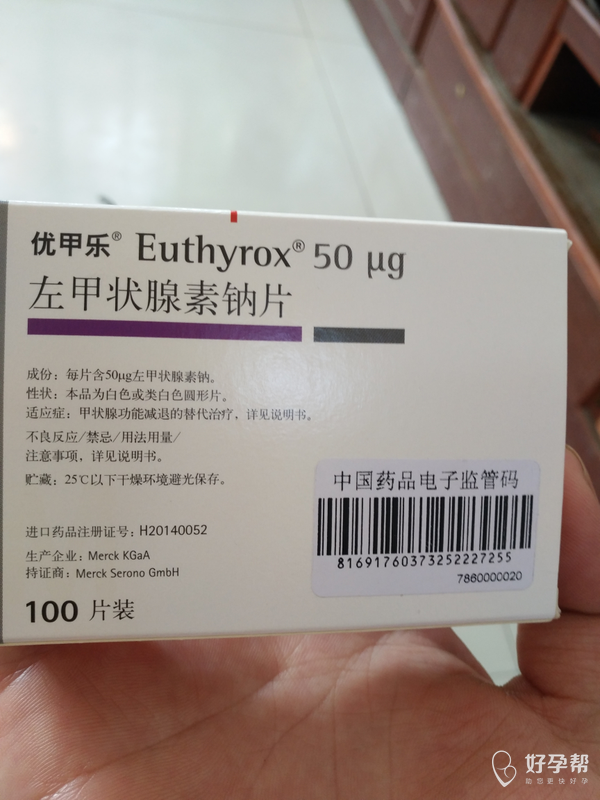 优甲乐® Euthyrox® 50 µg
左甲状腺素钠片
成份：每片含50µg左甲状腺素钠。
性状：本品为白色或类白色圆形片。
适应症：甲状腺功能减退的替代治疗，详见说明书。
不良反应/禁忌/用法用量/
注意事项，详见说明书。
贮藏：25℃以下干燥环境避光保存。
进口药品注册证号：H20140052
生产企业：Merck KGaA
持证商：Merck Serono GmbH
100 片装
中国药品电子监管码
81691760373252227255
7860000020
好孕帮
助您更快好孕